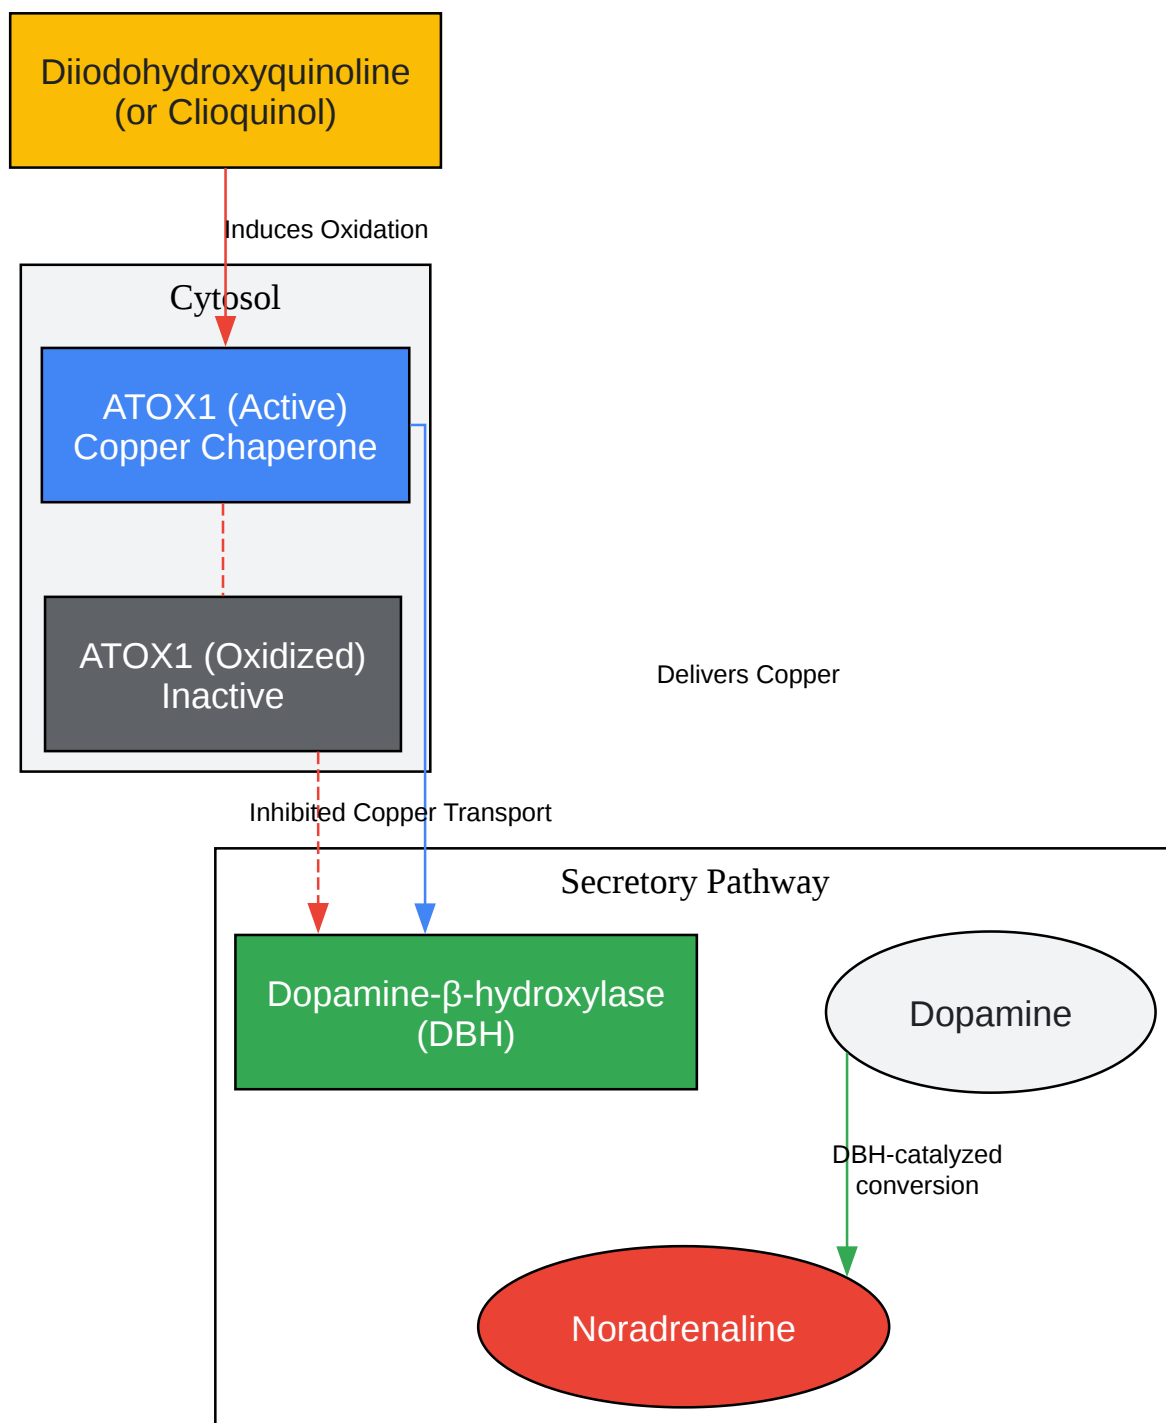 Diiodohydroxyquinoline
(or Clioquinol)
Induces Oxidation
Cytosol
ATOX1 (Active)
Copper Chaperone
ATOX1 (Oxidized)
Inactive
Delivers Copper
Inhibited Copper Transport
Secretory Pathway
Dopamine-β-hydroxylase
(DBH)
Dopamine
DBH-catalyzed
conversion
Noradrenaline